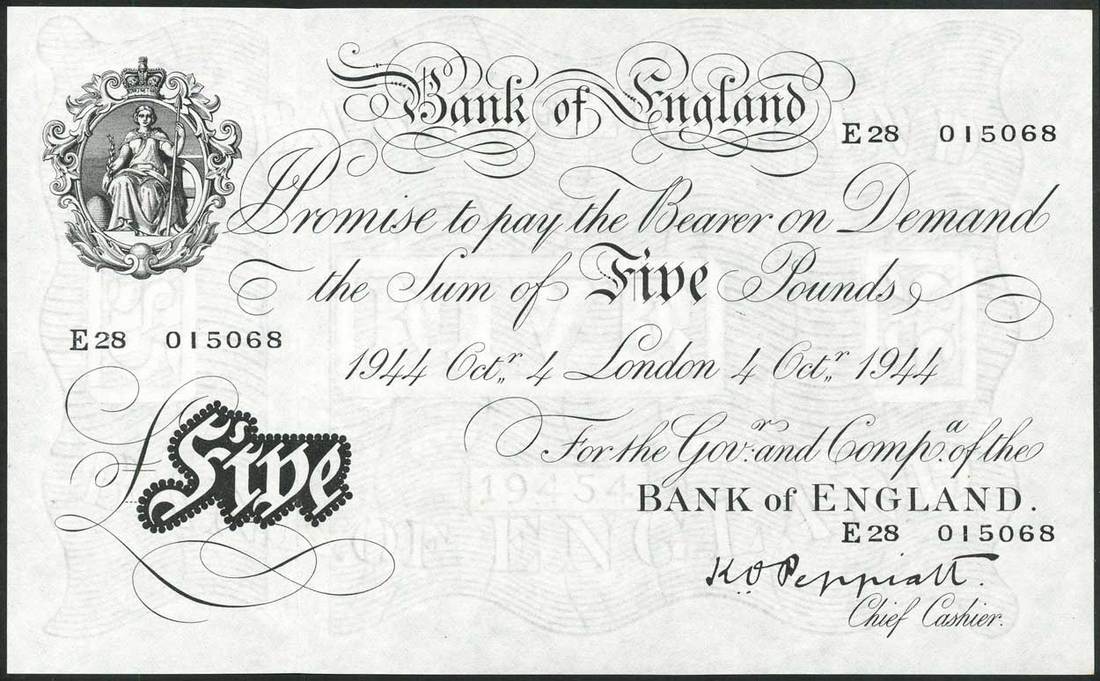 Bank of England
E28 015068
I Promise to pay the Bearer on Demand
the Sum of Five Pounds
E28 015068
1944 Octr. 4 London 4 Octr. 1944
£Five
For the Govr. and Compa. of the
BANK of ENGLAND.
E28 015068
K O Peppiatt.
Chief Cashier.